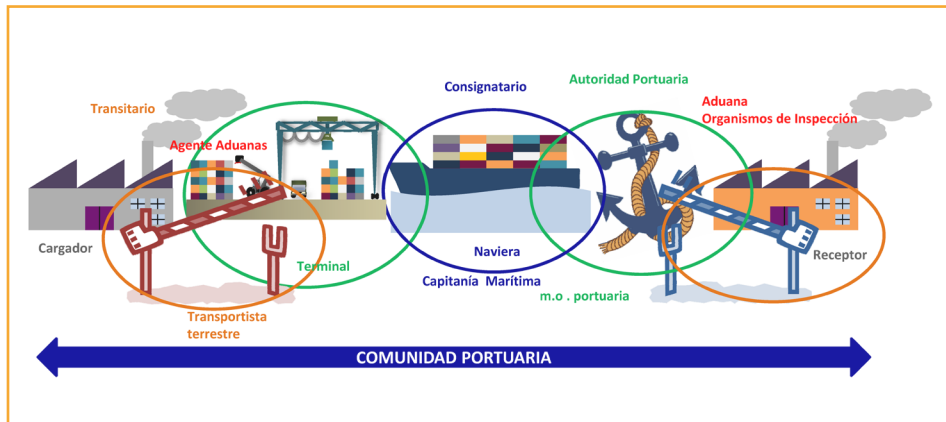 Autoridad Portuaria
Consignatario
Transitario
Aduana
Organismos de Inspección
Agente Aduanas
Cargador
Naviera
Receptor
Terminal
Capitanía Marítima
m.o . portuaria
Transportista
terrestre
COMUNIDAD PORTUARIA